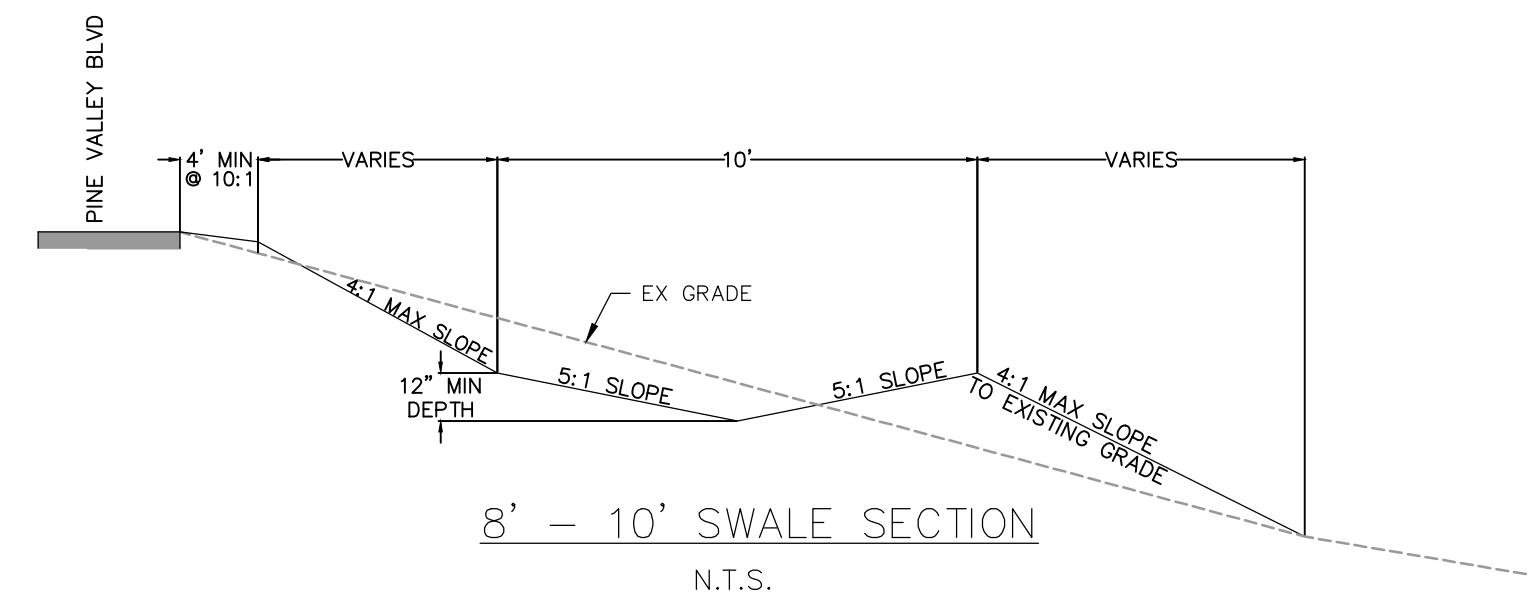 PINE VALLEY BLVD
4' MIN
@ 10:1
VARIES
10'
VARIES
EX GRADE
4:1 MAX SLOPE
12" MIN
DEPTH
5:1 SLOPE
5:1 SLOPE
4:1 MAX SLOPE
TO EXISTING GRADE
8' - 10' SWALE SECTION
N.T.S.